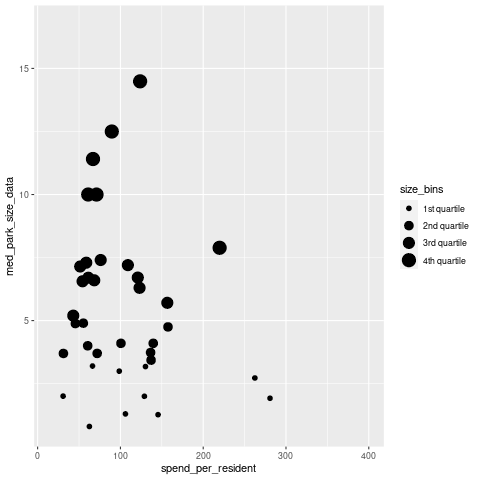 15
10
5
0
100
200
300
400
spend_per_resident
med_park_size_data
size_bins
1st quartile
2nd quartile
3rd quartile
4th quartile